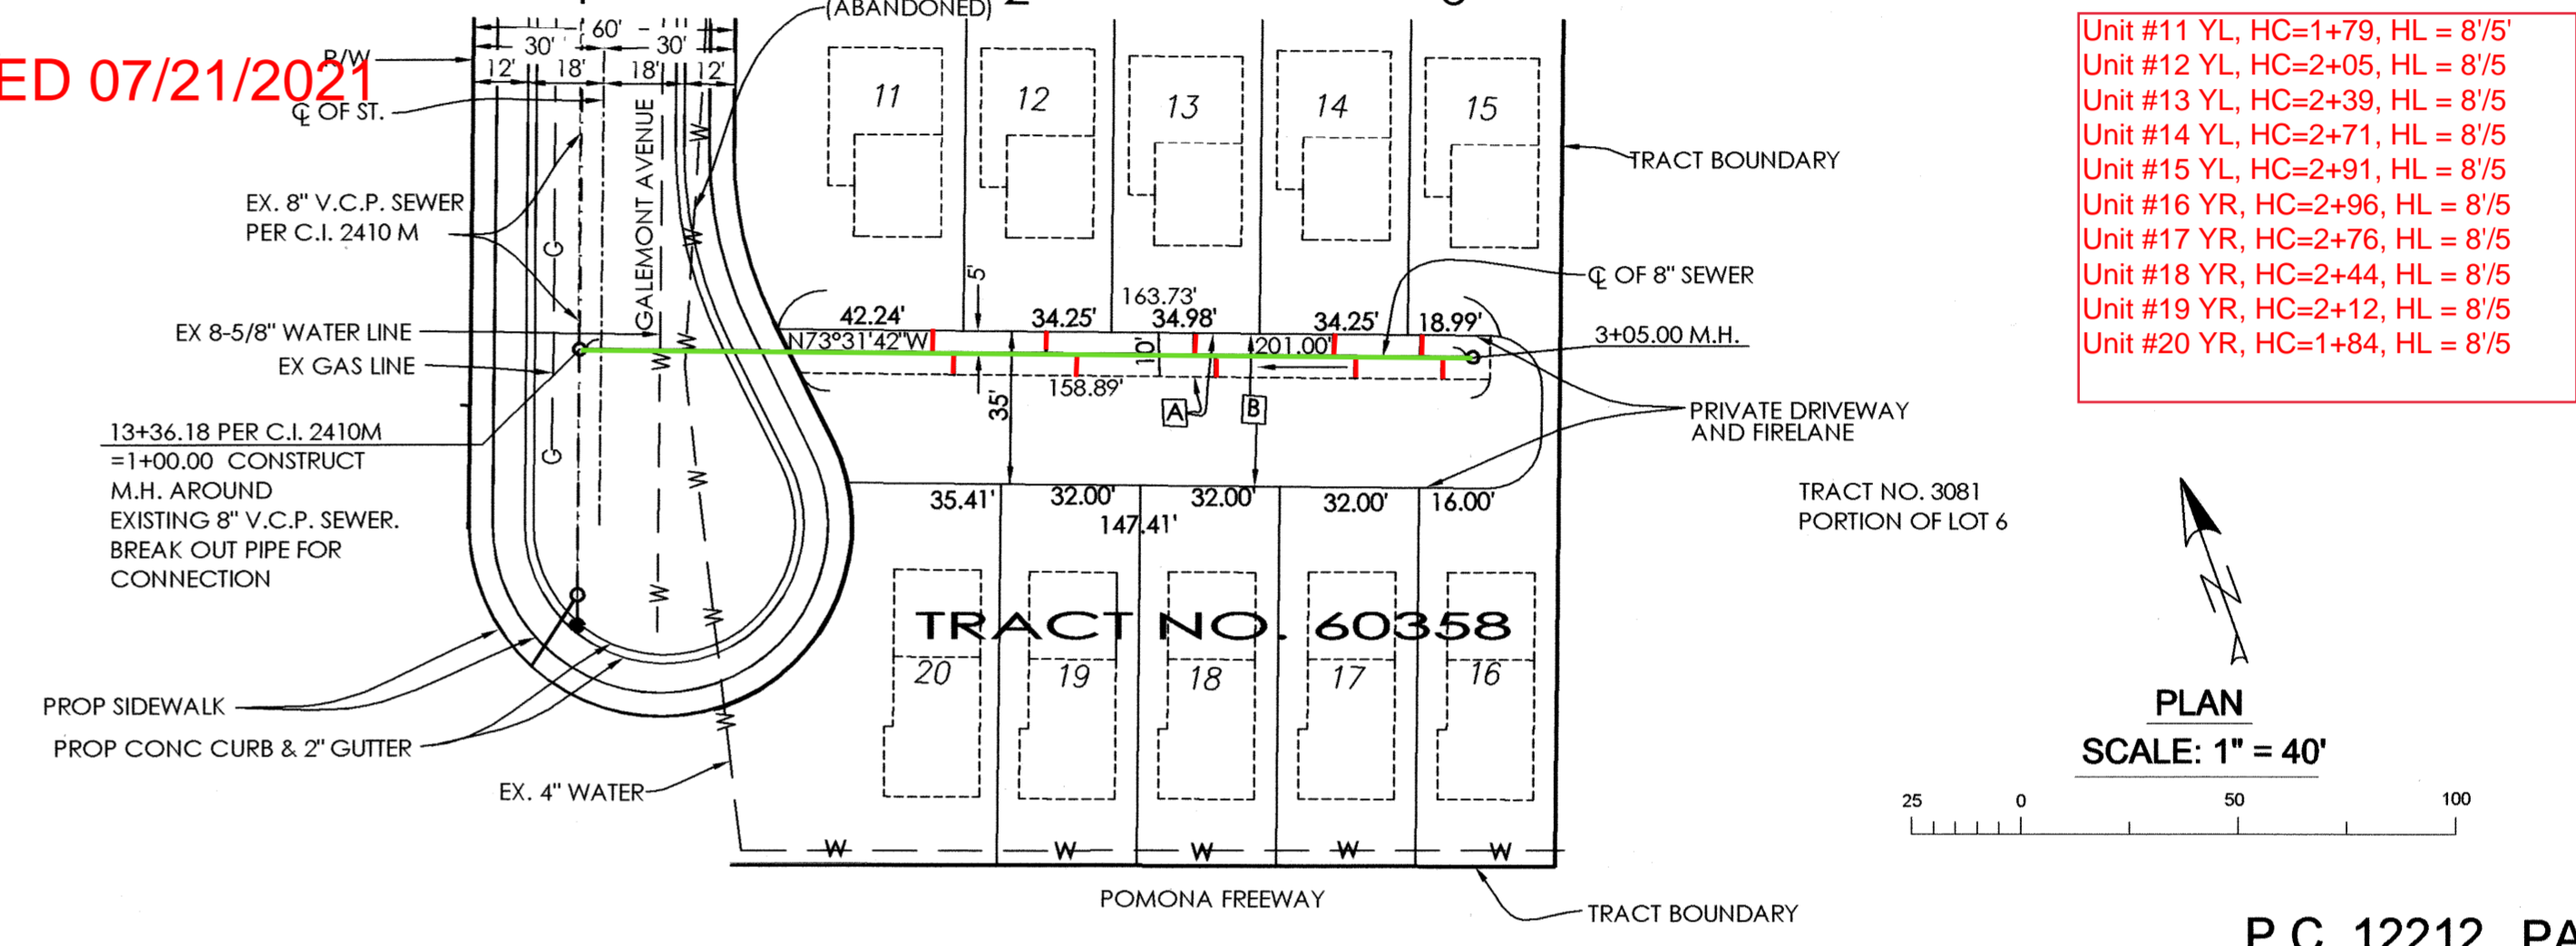 (ABANDONED)
60'
30' 30'
R/W
12' 18' 18' 12'
ED 07/21/2021
℄ OF ST.
GALEMONT AVENUE
EX. 8" V.C.P. SEWER
PER C.I. 2410 M
G
G
W
W
W
W
W
W
W
W
W
EX 8-5/8" WATER LINE
EX GAS LINE
13+36.18 PER C.I. 2410M
=1+00.00 CONSTRUCT
M.H. AROUND
EXISTING 8" V.C.P. SEWER.
BREAK OUT PIPE FOR
CONNECTION
PROP SIDEWALK
PROP CONC CURB & 2" GUTTER
EX. 4" WATER
11 12 13 14 15
TRACT BOUNDARY
5'
163.73'
℄ OF 8" SEWER
42.24' 34.25' 34.98' 34.25' 18.99'
N73°31'42"W
10'
201.00'
3+05.00 M.H.
158.89'
35'
A B
PRIVATE DRIVEWAY
AND FIRELANE
35.41' 32.00' 32.00' 32.00' 16.00'
147.41'
TRACT NO. 3081
PORTION OF LOT 6
TRACT NO. 60358
20 19 18 17 16
W W W W W
POMONA FREEWAY
TRACT BOUNDARY
Unit #11 YL, HC=1+79, HL = 8'/5'
Unit #12 YL, HC=2+05, HL = 8'/5
Unit #13 YL, HC=2+39, HL = 8'/5
Unit #14 YL, HC=2+71, HL = 8'/5
Unit #15 YL, HC=2+91, HL = 8'/5
Unit #16 YR, HC=2+96, HL = 8'/5
Unit #17 YR, HC=2+76, HL = 8'/5
Unit #18 YR, HC=2+44, HL = 8'/5
Unit #19 YR, HC=2+12, HL = 8'/5
Unit #20 YR, HC=1+84, HL = 8'/5
N
PLAN
SCALE: 1" = 40'
25 0 50 100
P.C. 12212 PA